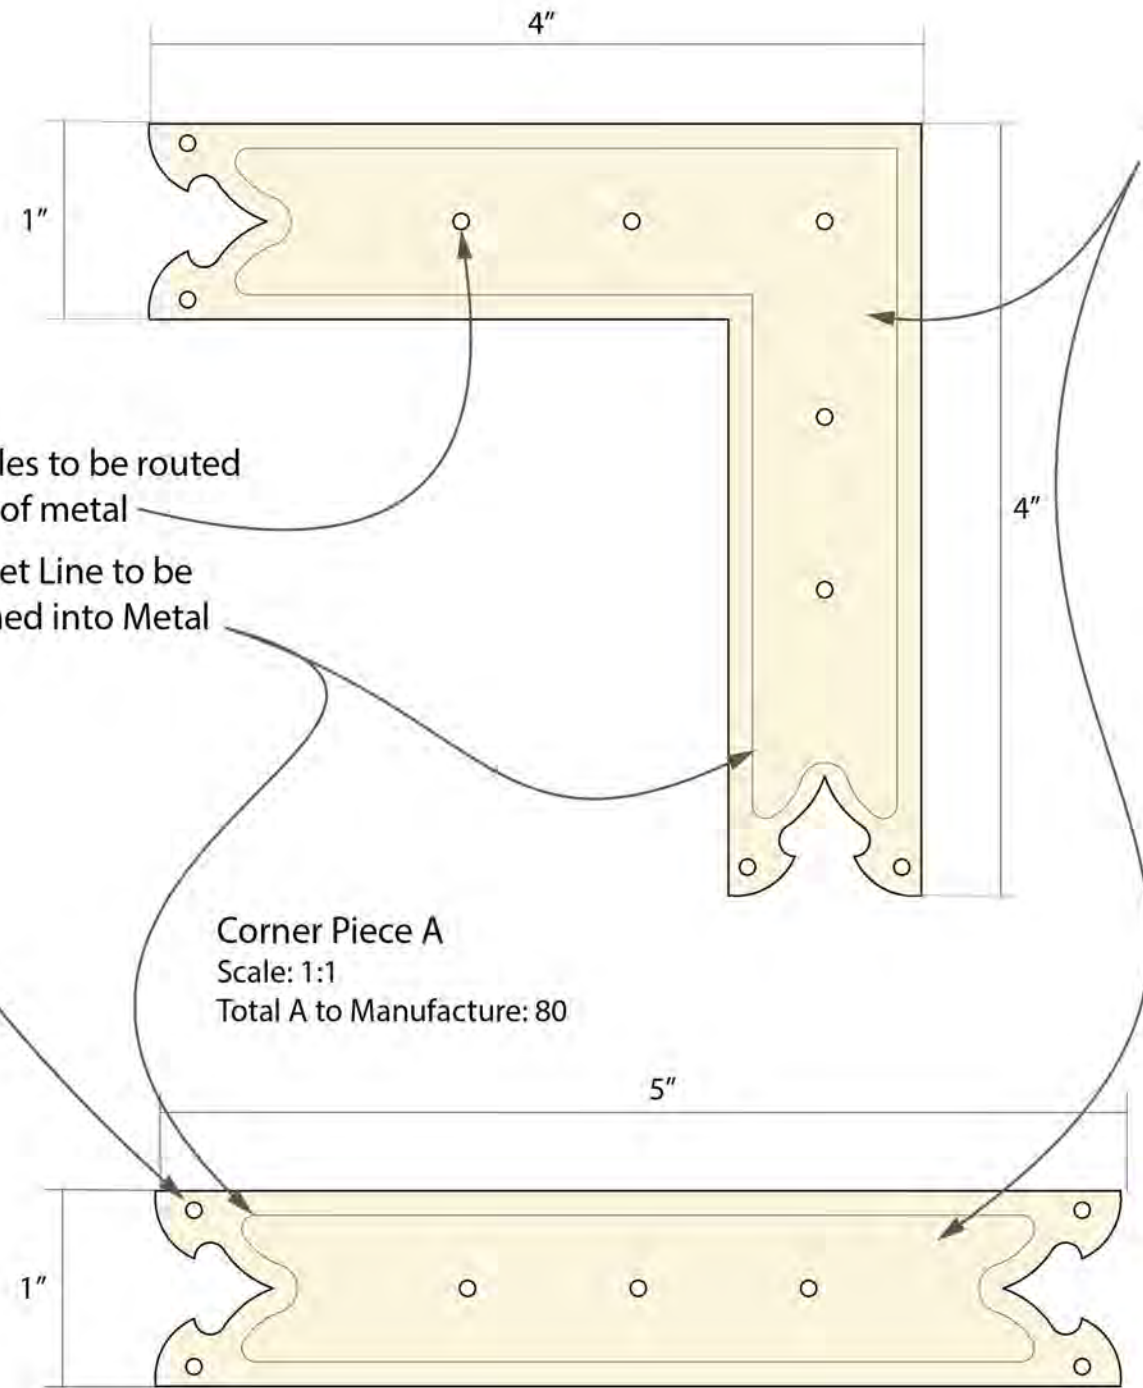 4"
1"
les to be routed
of metal
et Line to be
ned into Metal
4"
Corner Piece A
Scale: 1:1
Total A to Manufacture: 80
5"
1"